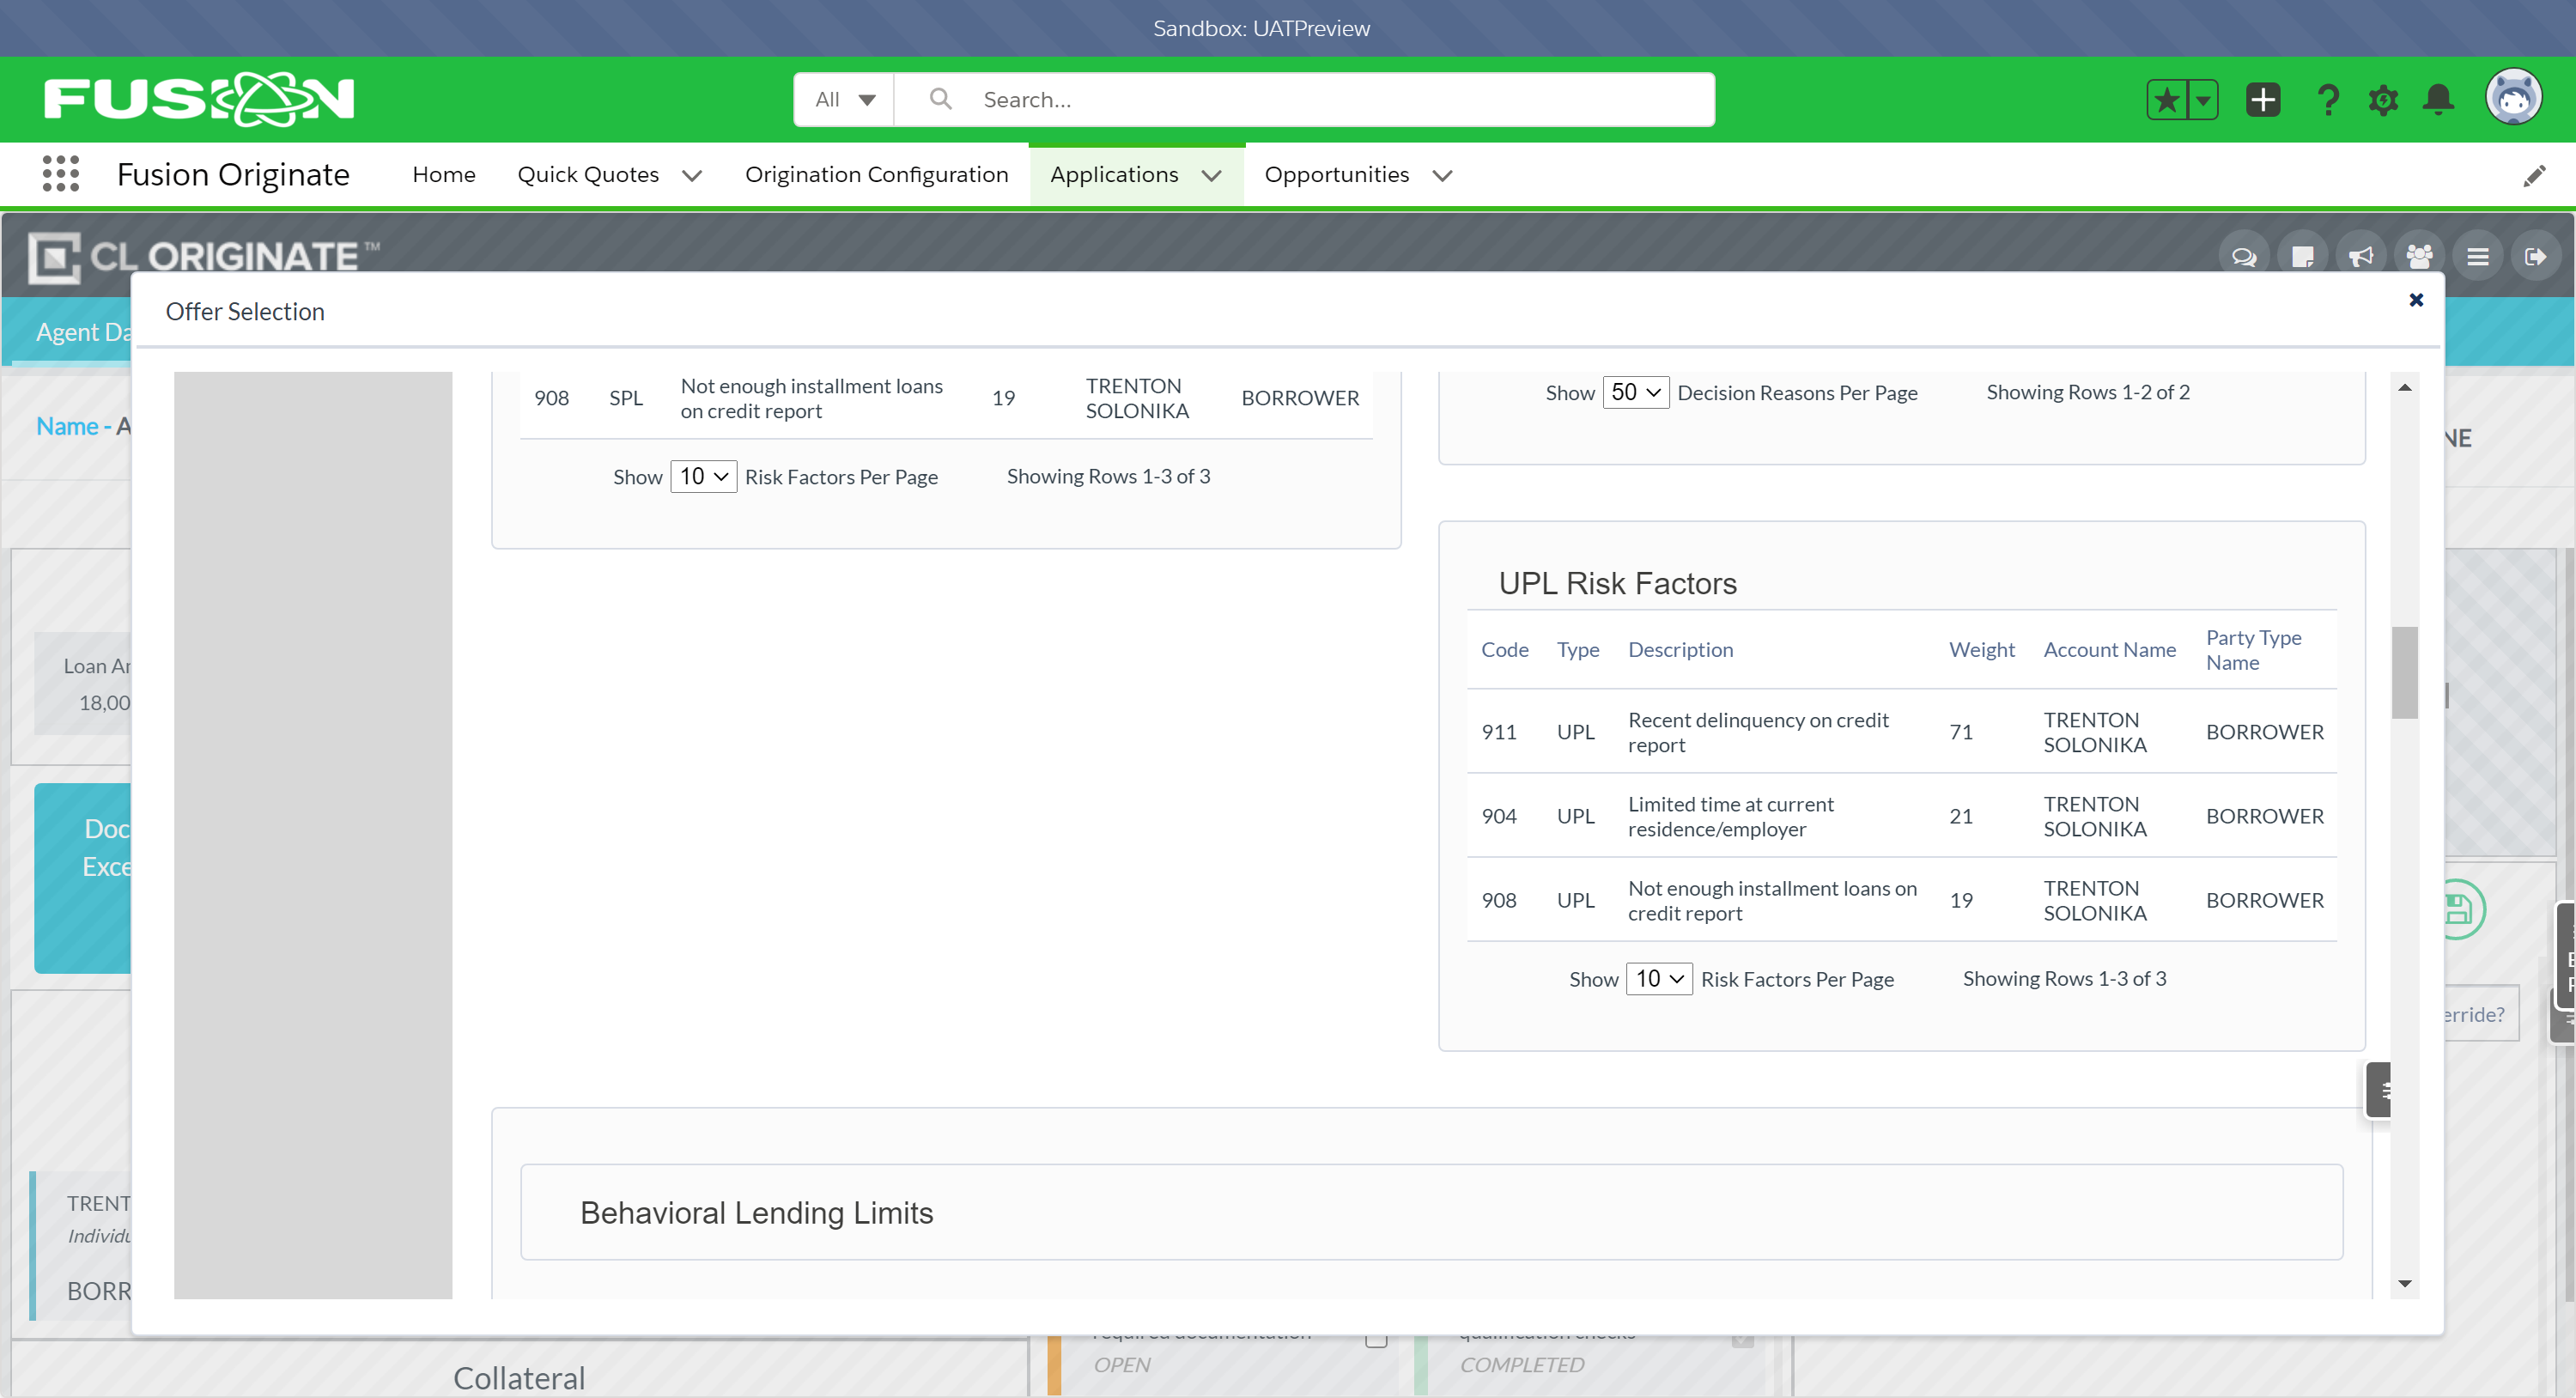 Sandbox: UATPreview
FUSION
All
Search...
Fusion Originate
Home
Quick Quotes
Origination Configuration
Applications
Opportunities
CL ORIGINATE™
Agent Da
Offer Selection
Name - A
NE
908 SPL Not enough installment loans on credit report 19 TRENTON SOLONIKA BORROWER
Show 10 Risk Factors Per Page Showing Rows 1-3 of 3
Show 50 Decision Reasons Per Page Showing Rows 1-2 of 2
UPL Risk Factors
Code Type Description Weight Account Name Party Type Name
911 UPL Recent delinquency on credit report 71 TRENTON SOLONIKA BORROWER
904 UPL Limited time at current residence/employer 21 TRENTON SOLONIKA BORROWER
908 UPL Not enough installment loans on credit report 19 TRENTON SOLONIKA BORROWER
Show 10 Risk Factors Per Page Showing Rows 1-3 of 3
Loan Am
18,00
Doc
Exce
erride?
Behavioral Lending Limits
TRENT
Individu
BORR
required documentation
OPEN
qualification checks
COMPLETED
Collateral